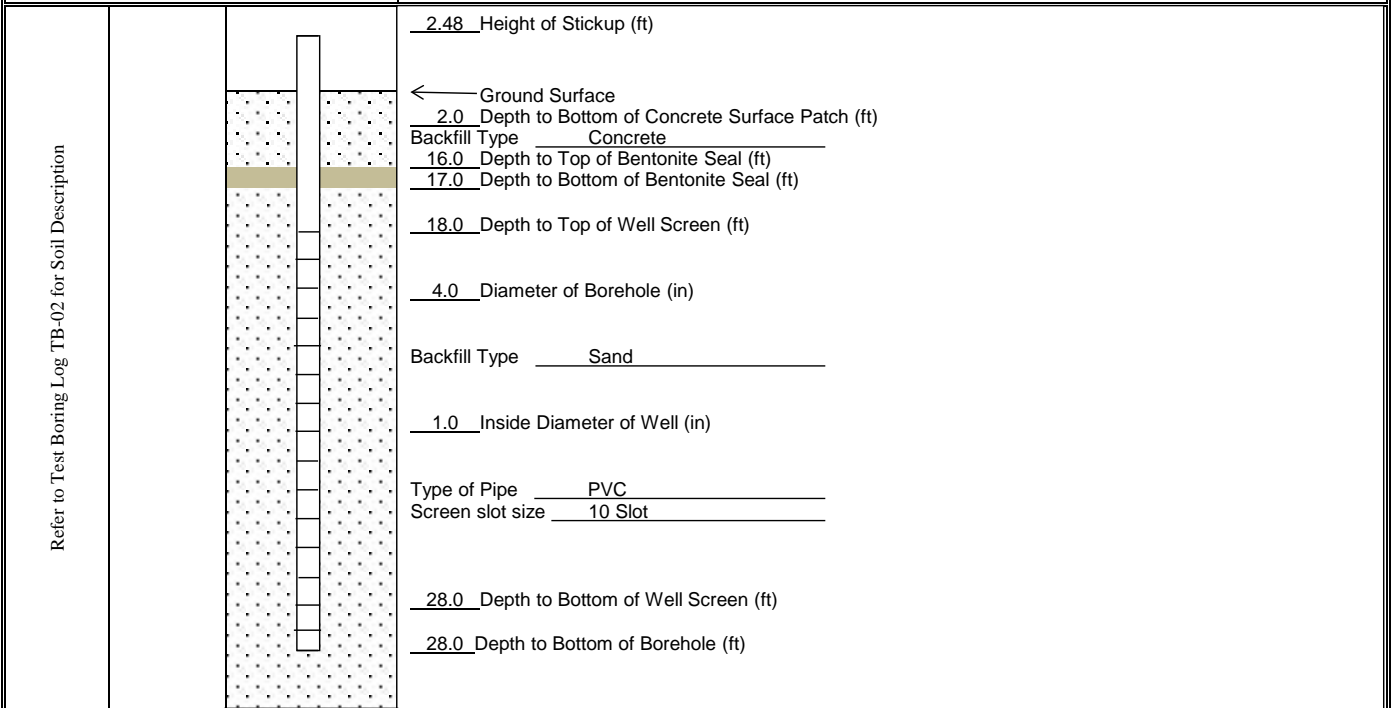 Refer to Test Boring Log TB-02 for Soil Description
2.48 Height of Stickup (ft)
Ground Surface
2.0 Depth to Bottom of Concrete Surface Patch (ft)
Backfill Type Concrete
16.0 Depth to Top of Bentonite Seal (ft)
17.0 Depth to Bottom of Bentonite Seal (ft)
18.0 Depth to Top of Well Screen (ft)
4.0 Diameter of Borehole (in)
Backfill Type Sand
1.0 Inside Diameter of Well (in)
Type of Pipe PVC
Screen slot size 10 Slot
28.0 Depth to Bottom of Well Screen (ft)
28.0 Depth to Bottom of Borehole (ft)